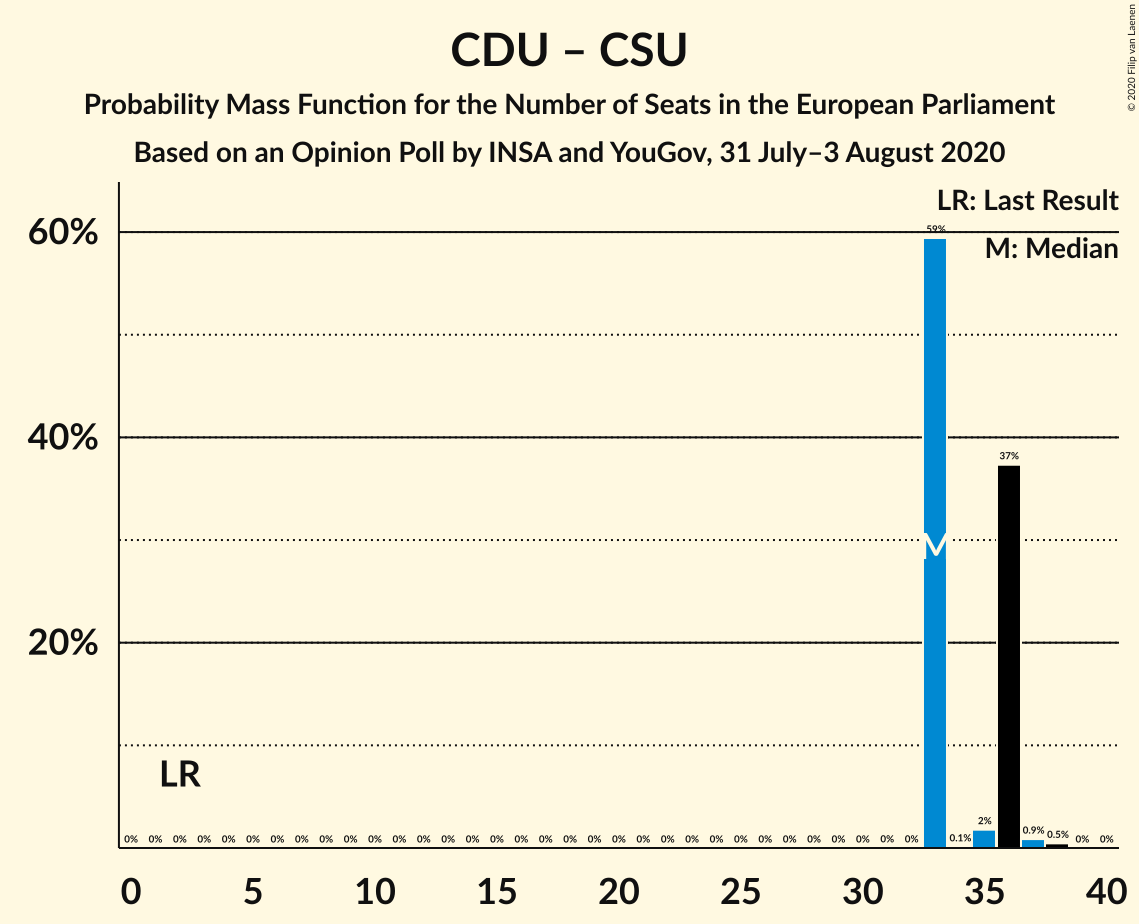 CDU – CSU
Probability Mass Function for the Number of Seats in the European Parliament
Based on an Opinion Poll by INSA and YouGov, 31 July–3 August 2020
© 2020 Filip van Laenen
LR: Last Result
M: Median
60%
40%
20%
59%
37%
M
LR
0% 0% 0% 0% 0% 0% 0% 0% 0% 0% 0% 0% 0% 0% 0% 0% 0% 0% 0% 0% 0% 0% 0% 0% 0% 0% 0% 0% 0% 0% 0% 0% 0% 0.1% 2% 0.9% 0.5% 0% 0%
0 5 10 15 20 25 30 35 40